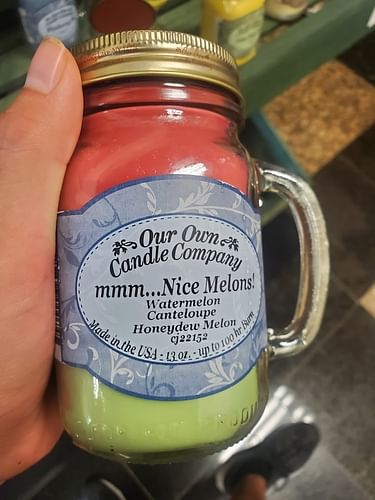 Our Own
Candle Company
mmm...Nice Melons!
Watermelon
Canteloupe
Honeydew Melon
cj22152
Made in the USA - 13 oz. - up to 100 hr Burn